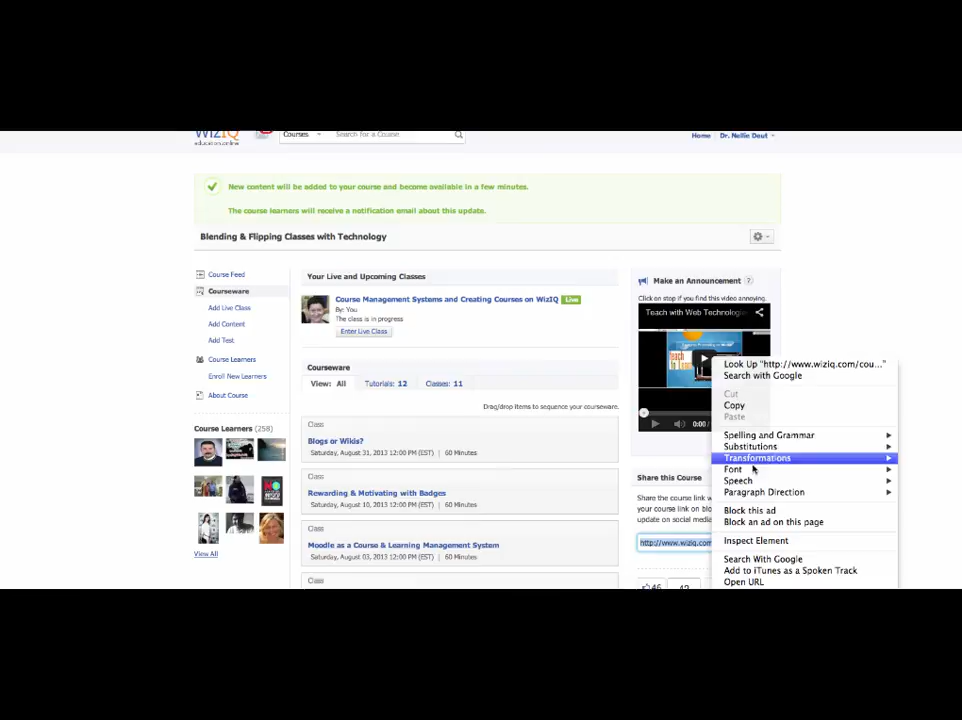 WizIQ
education.online
Courses
Search for a Course
Home
Dr. Nellie Deut
New content will be added to your course and become available in a few minutes.
The course learners will receive a notification email about this update.
Blending & Flipping Classes with Technology
Course Feed
Courseware
Add Live Class
Add Content
Add Test
Course Learners
Enroll New Learners
About Course
Course Learners (258)
View All
Your Live and Upcoming Classes
Course Management Systems and Creating Courses on WizIQ Live
By: You
The class is in progress
Enter Live Class
Courseware
View: All Tutorials: 12 Classes: 11
Drag/drop items to sequence your courseware.
Class
Blogs or Wikis?
Saturday, August 31, 2013 12:00 PM (EST) | 60 Minutes
Class
Rewarding & Motivating with Badges
Saturday, August 10, 2013 12:00 PM (EST) | 60 Minutes
Class
Moodle as a Course & Learning Management System
Saturday, August 03, 2013 12:00 PM (EST) | 60 Minutes
Class
Make an Announcement ?
Click on stop if you find this video annoying.
Teach with Web Technologie
0:00
Share this Course
Share the course link w
your course link on blo
update on social media
http://www.wiziq.com
46
42
Look Up "http://www.wiziq.com/cou..."
Search with Google
Cut
Copy
Paste
Spelling and Grammar
Substitutions
Transformations
Font
Speech
Paragraph Direction
Block this ad
Block an ad on this page
Inspect Element
Search With Google
Add to iTunes as a Spoken Track
Open URL